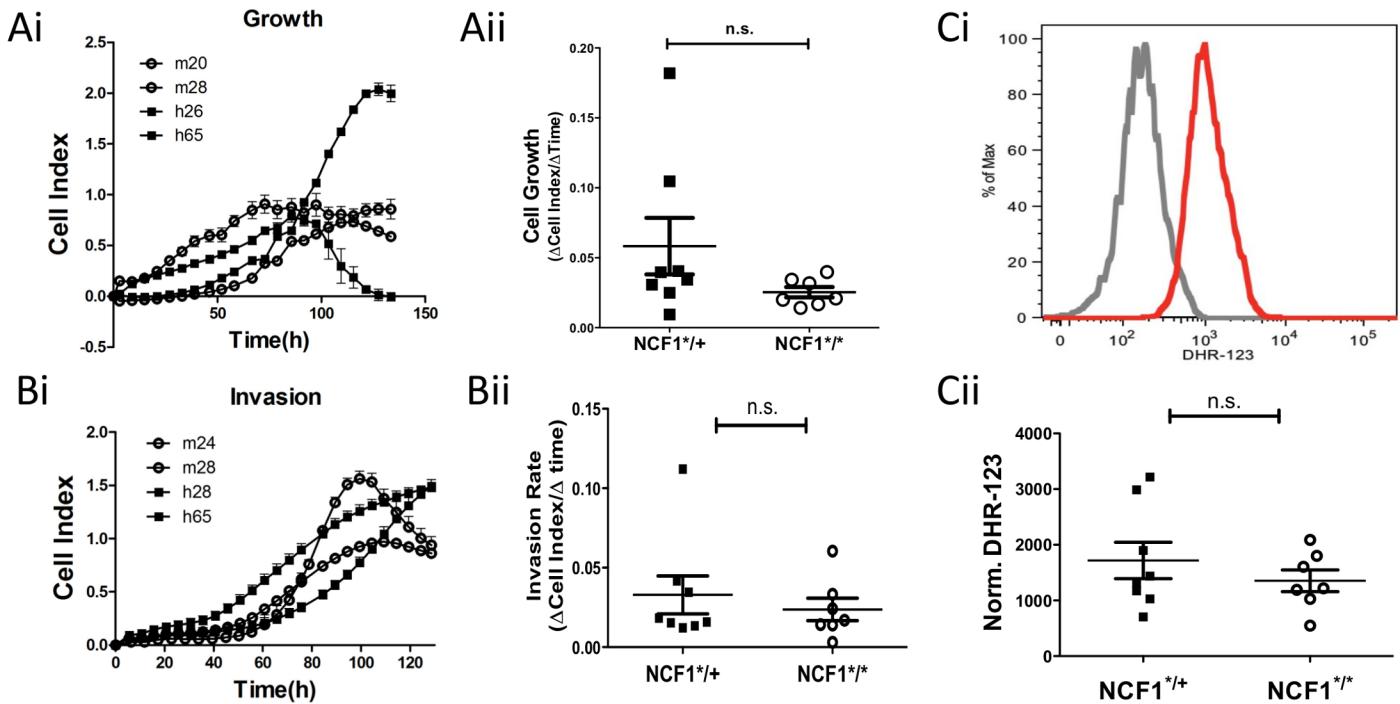 Ai
Growth
Cell Index
2.5
2.0
1.5
1.0
0.5
0.0
-0.5
m20
m28
h26
h65
50
100
150
Time(h)
Aii
n.s.
Cell Growth
(ΔCell Index/ΔTime)
0.20
0.15
0.10
0.05
0.00
NCF1*/+
NCF1*/*
Ci
% of Max
100
80
60
40
20
0
0
10²
10³
10⁴
10⁵
DHR-123
Bi
Invasion
Cell Index
2.0
1.5
1.0
0.5
0.0
m24
m28
h28
h65
0
20
40
60
80
100
120
Time(h)
Bii
n.s.
Invasion Rate
(ΔCell Index/Δ time)
0.15
0.10
0.05
0.00
NCF1*/+
NCF1*/*
Cii
n.s.
Norm. DHR-123
4000
3000
2000
1000
0
NCF1*/+
NCF1*/*